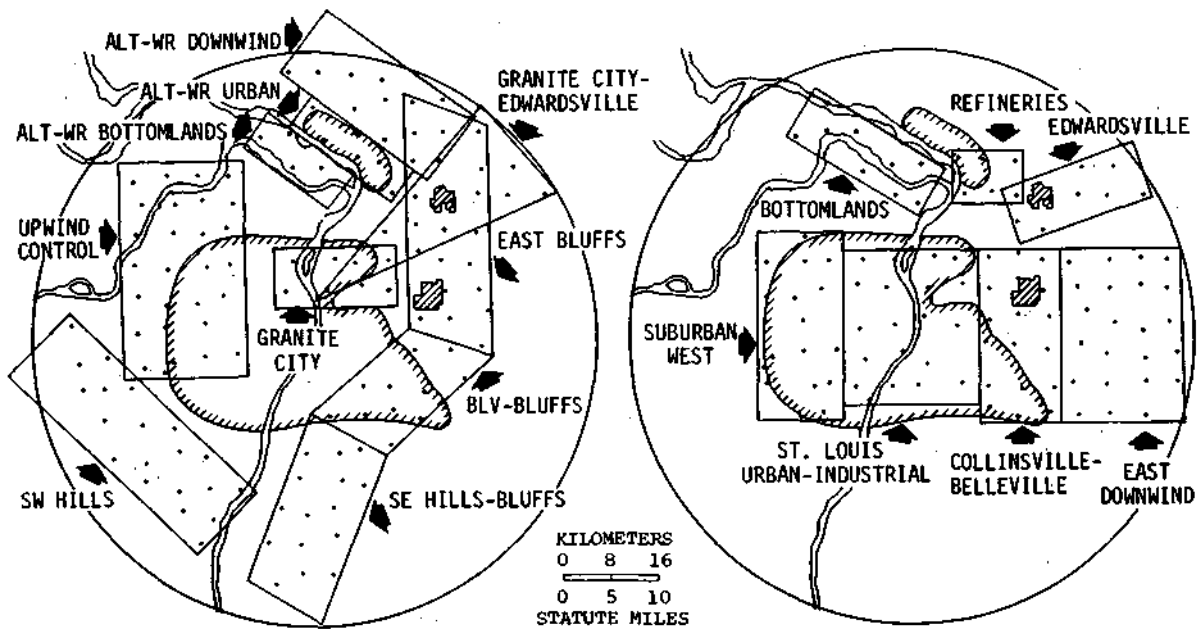 ALT-WR DOWNWIND
ALT-WR URBAN
ALT-WR BOTTOMLANDS
GRANITE CITY-
EDWARDSVILLE
UPWIND
CONTROL
EAST BLUFFS
GRANITE
CITY
BLV-BLUFFS
SW HILLS
SE HILLS-BLUFFS
REFINERIES
EDWARDSVILLE
BOTTOMLANDS
SUBURBAN
WEST
ST. LOUIS
URBAN-INDUSTRIAL
COLLINSVILLE-
BELLEVILLE
EAST
DOWNWIND
KILOMETERS
0 8 16
0 5 10
STATUTE MILES